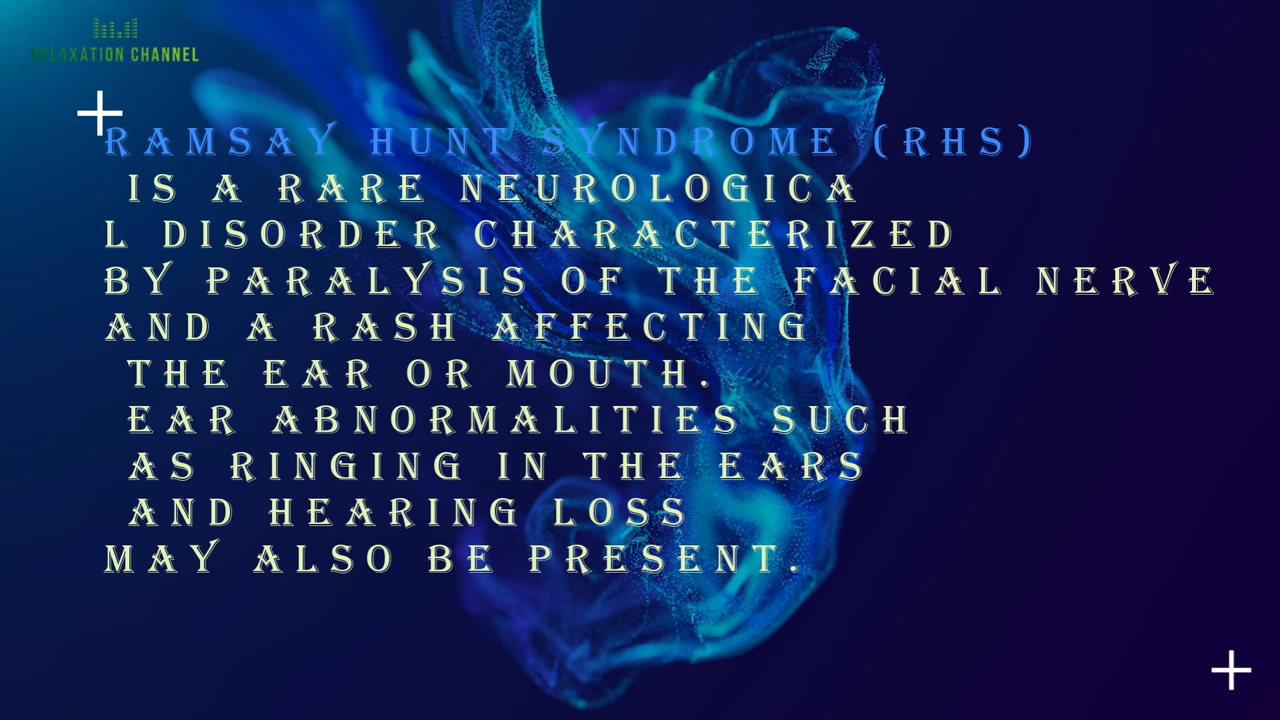 RELAXATION CHANNEL
RAMSAY HUNT SYNDROME (RHS)
IS A RARE NEUROLOGICA
L DISORDER CHARACTERIZED
BY PARALYSIS OF THE FACIAL NERVE
AND A RASH AFFECTING
THE EAR OR MOUTH.
EAR ABNORMALITIES SUCH
AS RINGING IN THE EARS
AND HEARING LOSS
MAY ALSO BE PRESENT.